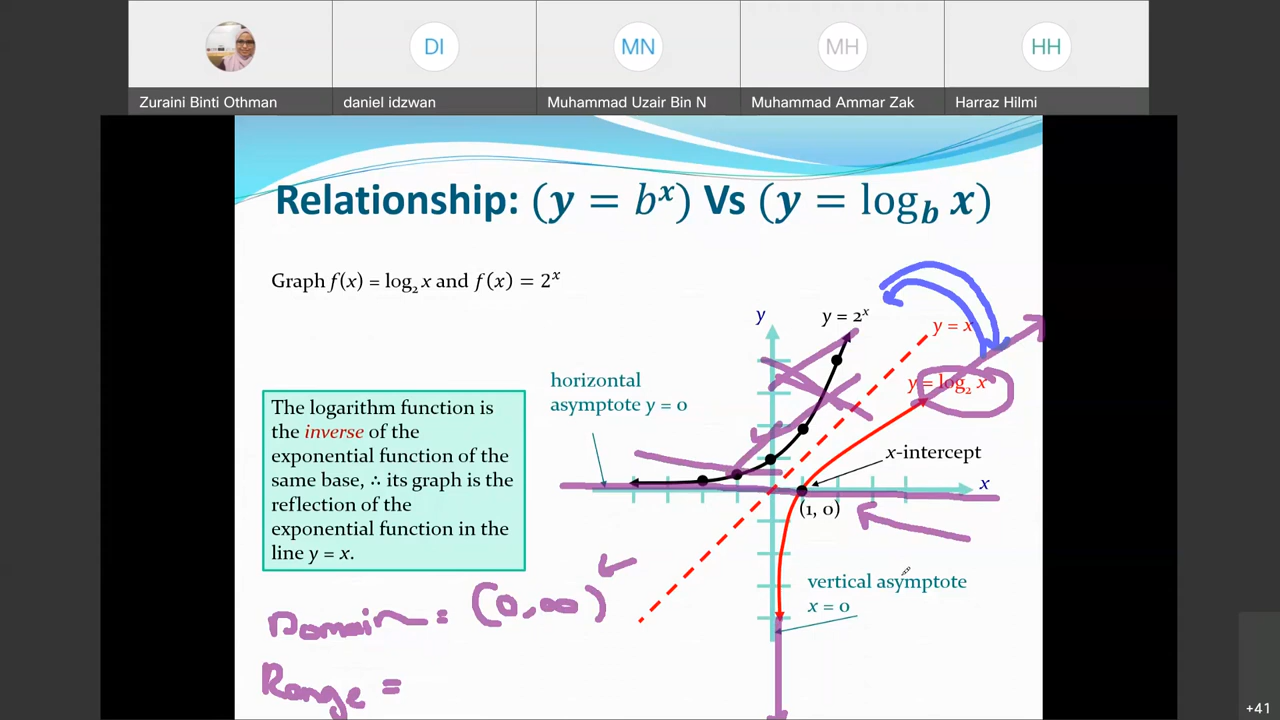 DI
MN
MH
HH
Zuraini Binti Othman
daniel idzwan
Muhammad Uzair Bin N
Muhammad Ammar Zak
Harraz Hilmi
Relationship: (y = bˣ) Vs (y = log_b x)
Graph f(x) = log₂ x and f(x) = 2ˣ
y
y = 2ˣ
y = x
y = log₂ x
horizontal
asymptote y = 0
The logarithm function is
the inverse of the
exponential function of the
same base, ∴ its graph is the
reflection of the
exponential function in the
line y = x.
x-intercept
x
(1, 0)
vertical asymptote
x = 0
Domain = (0, ∞)
Range =
+41